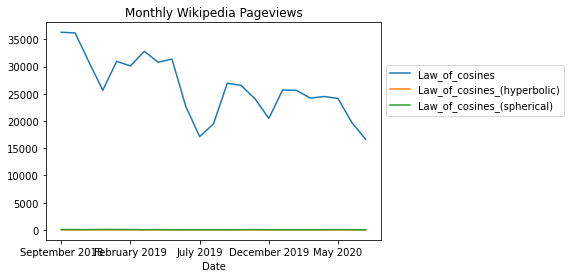 Monthly Wikipedia Pageviews
35000
30000
25000
20000
15000
10000
5000
0
Law_of_cosines
Law_of_cosines_(hyperbolic)
Law_of_cosines_(spherical)
September 2018 February 2019 July 2019 December 2019 May 2020
Date